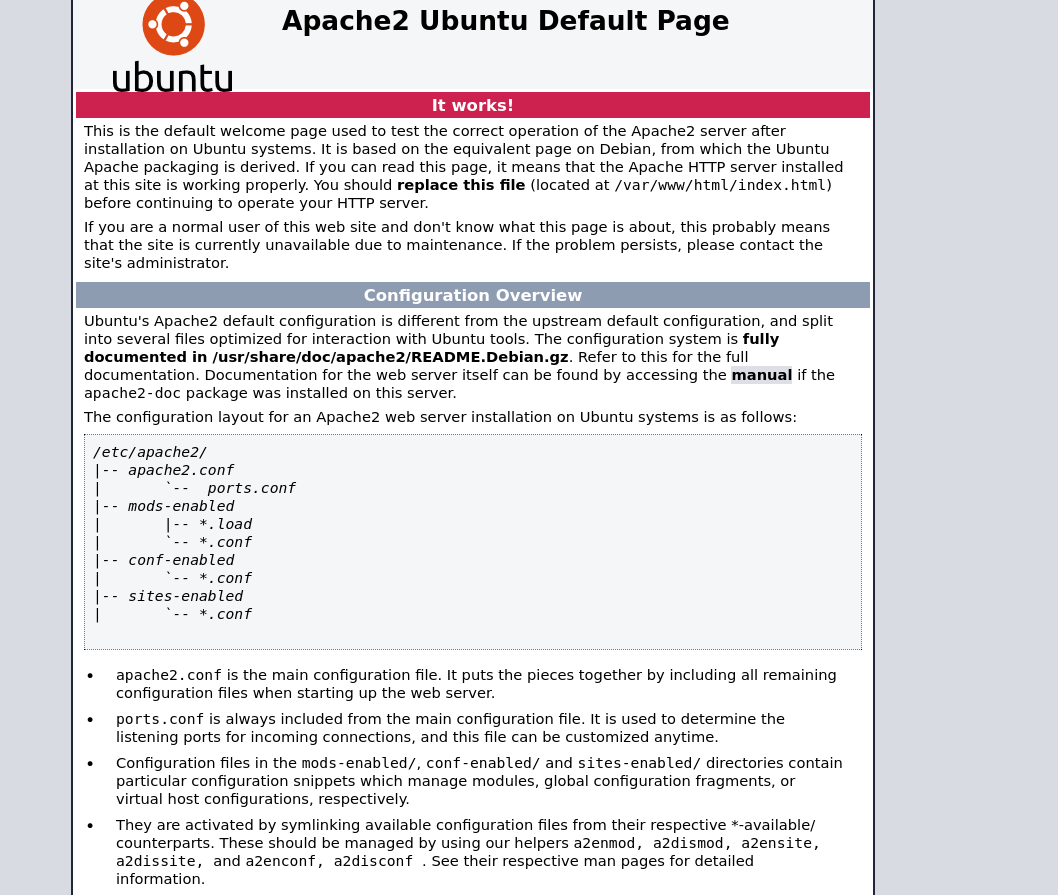 Apache2 Ubuntu Default Page
ubuntu
It works!
This is the default welcome page used to test the correct operation of the Apache2 server after
installation on Ubuntu systems. It is based on the equivalent page on Debian, from which the Ubuntu
Apache packaging is derived. If you can read this page, it means that the Apache HTTP server installed
at this site is working properly. You should replace this file (located at /var/www/html/index.html)
before continuing to operate your HTTP server.
If you are a normal user of this web site and don't know what this page is about, this probably means
that the site is currently unavailable due to maintenance. If the problem persists, please contact the
site's administrator.
Configuration Overview
Ubuntu's Apache2 default configuration is different from the upstream default configuration, and split
into several files optimized for interaction with Ubuntu tools. The configuration system is fully
documented in /usr/share/doc/apache2/README.Debian.gz. Refer to this for the full
documentation. Documentation for the web server itself can be found by accessing the manual if the
apache2-doc package was installed on this server.
The configuration layout for an Apache2 web server installation on Ubuntu systems is as follows:
/etc/apache2/
|-- apache2.conf
|       `--  ports.conf
|-- mods-enabled
|       |-- *.load
|       `-- *.conf
|-- conf-enabled
|       `-- *.conf
|-- sites-enabled
|       `-- *.conf
• apache2.conf is the main configuration file. It puts the pieces together by including all remaining
configuration files when starting up the web server.
• ports.conf is always included from the main configuration file. It is used to determine the
listening ports for incoming connections, and this file can be customized anytime.
• Configuration files in the mods-enabled/, conf-enabled/ and sites-enabled/ directories contain
particular configuration snippets which manage modules, global configuration fragments, or
virtual host configurations, respectively.
• They are activated by symlinking available configuration files from their respective *-available/
counterparts. These should be managed by using our helpers a2enmod, a2dismod, a2ensite,
a2dissite, and a2enconf, a2disconf . See their respective man pages for detailed
information.